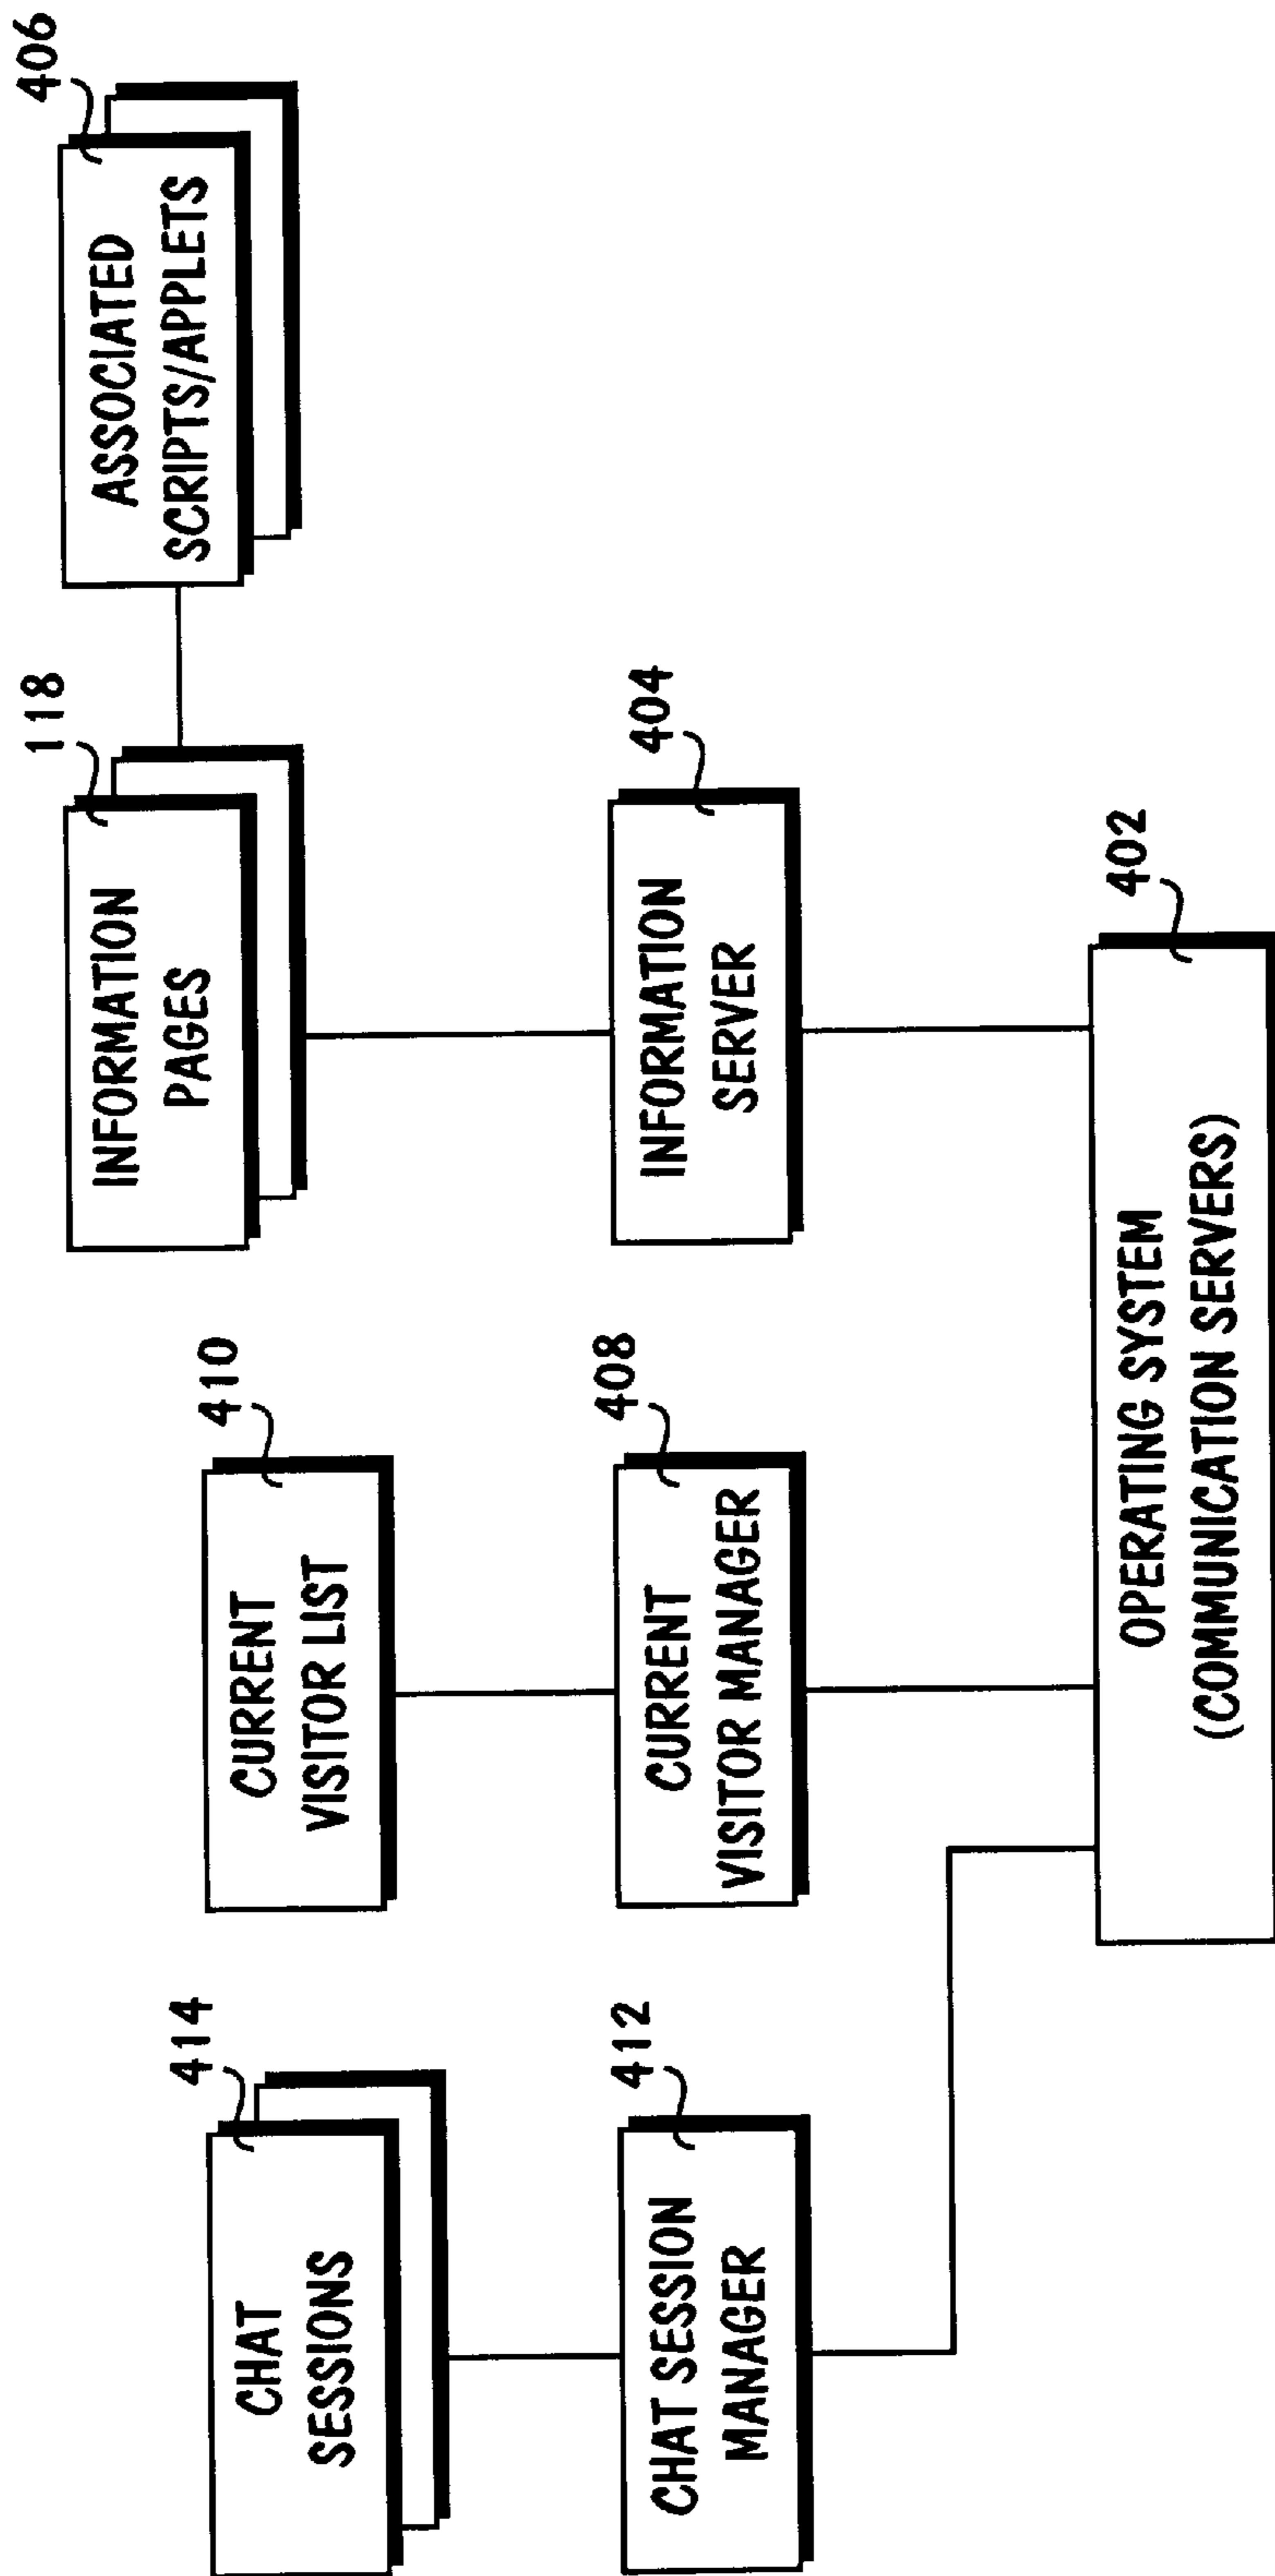 406
ASSOCIATED
SCRIPTS/APPLETS
118
INFORMATION
PAGES
410
CURRENT
VISITOR LIST
414
CHAT
SESSIONS
404
INFORMATION
SERVER
408
CURRENT
VISITOR MANAGER
412
CHAT SESSION
MANAGER
402
OPERATING SYSTEM
(COMMUNICATION SERVERS)